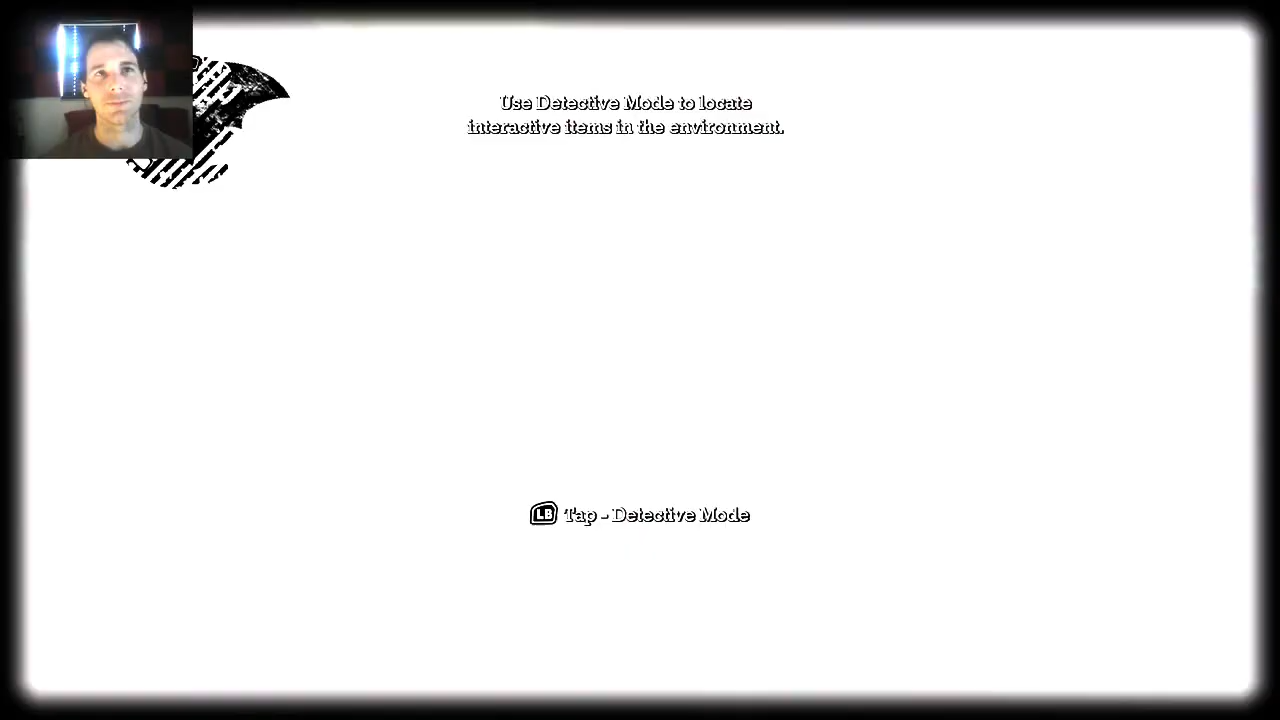 Use Detective Mode to locate
interactive items in the environment.
LB Tap - Detective Mode